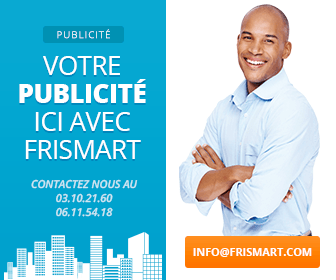 PUBLICITÉ
VOTRE
PUBLICITÉ
ICI AVEC
FRISMART
CONTACTEZ NOUS AU
03.10.21.60
06.11.54.18
INFO@FRISMART.COM